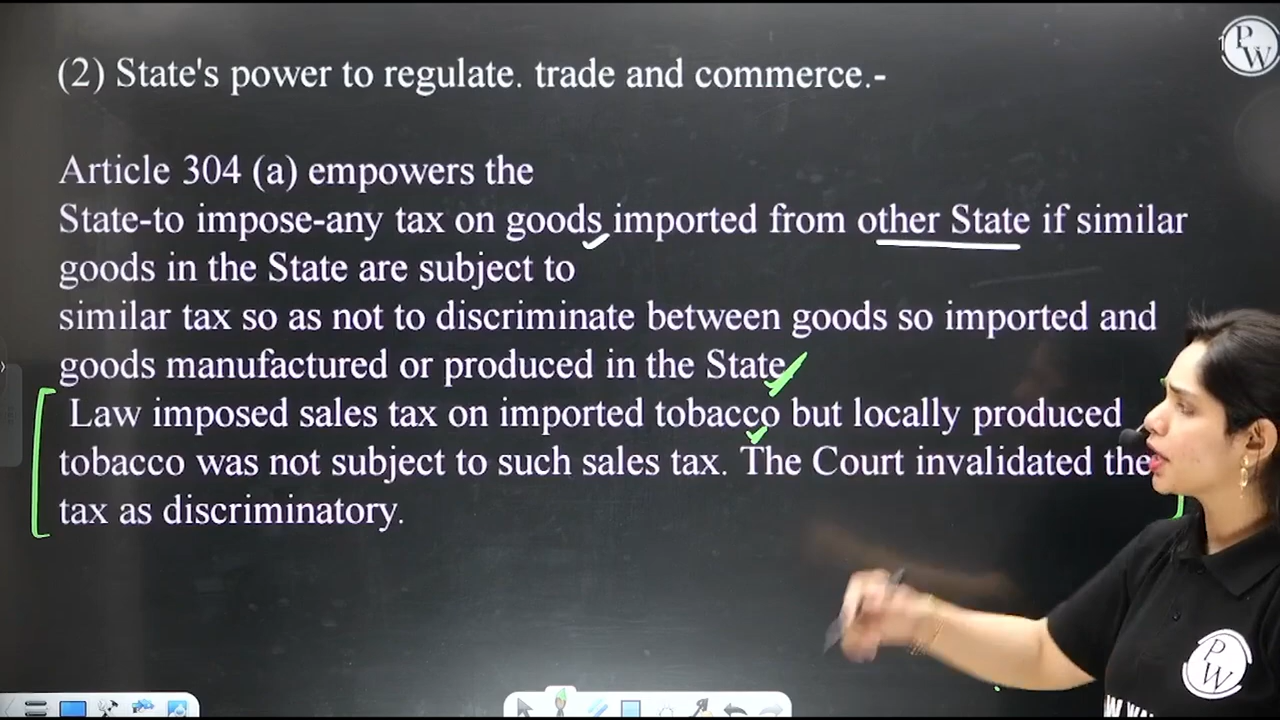 (2) State's power to regulate. trade and commerce.-
Article 304 (a) empowers the
State-to impose-any tax on goods imported from other State if similar
goods in the State are subject to
similar tax so as not to discriminate between goods so imported and
goods manufactured or produced in the State
Law imposed sales tax on imported tobacco but locally produced
tobacco was not subject to such sales tax. The Court invalidated the
tax as discriminatory.
P
W
P
W